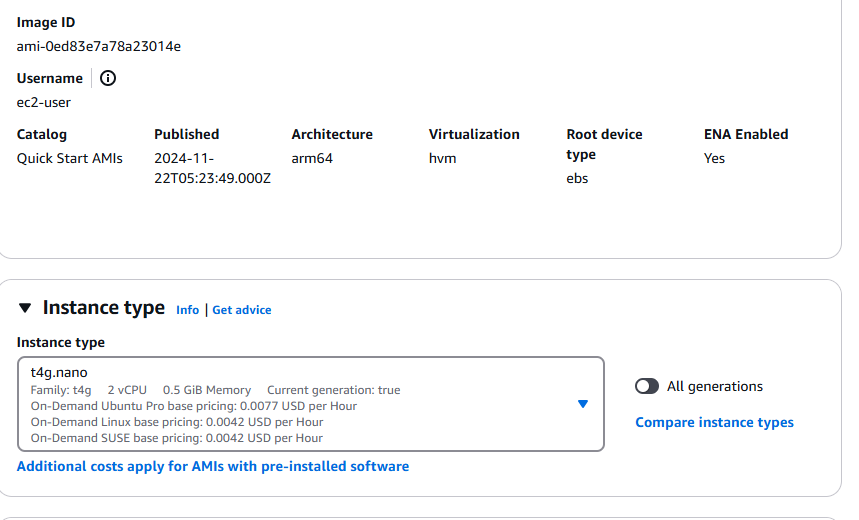 Image ID
ami-0ed83e7a78a23014e
Username
ec2-user
Catalog Published Architecture Virtualization Root device type ENA Enabled
Quick Start AMIs 2024-11-22T05:23:49.000Z arm64 hvm ebs Yes
Instance type Info | Get advice
Instance type
t4g.nano
Family: t4g 2 vCPU 0.5 GiB Memory Current generation: true
On-Demand Ubuntu Pro base pricing: 0.0077 USD per Hour
On-Demand Linux base pricing: 0.0042 USD per Hour
On-Demand SUSE base pricing: 0.0042 USD per Hour
All generations
Compare instance types
Additional costs apply for AMIs with pre-installed software